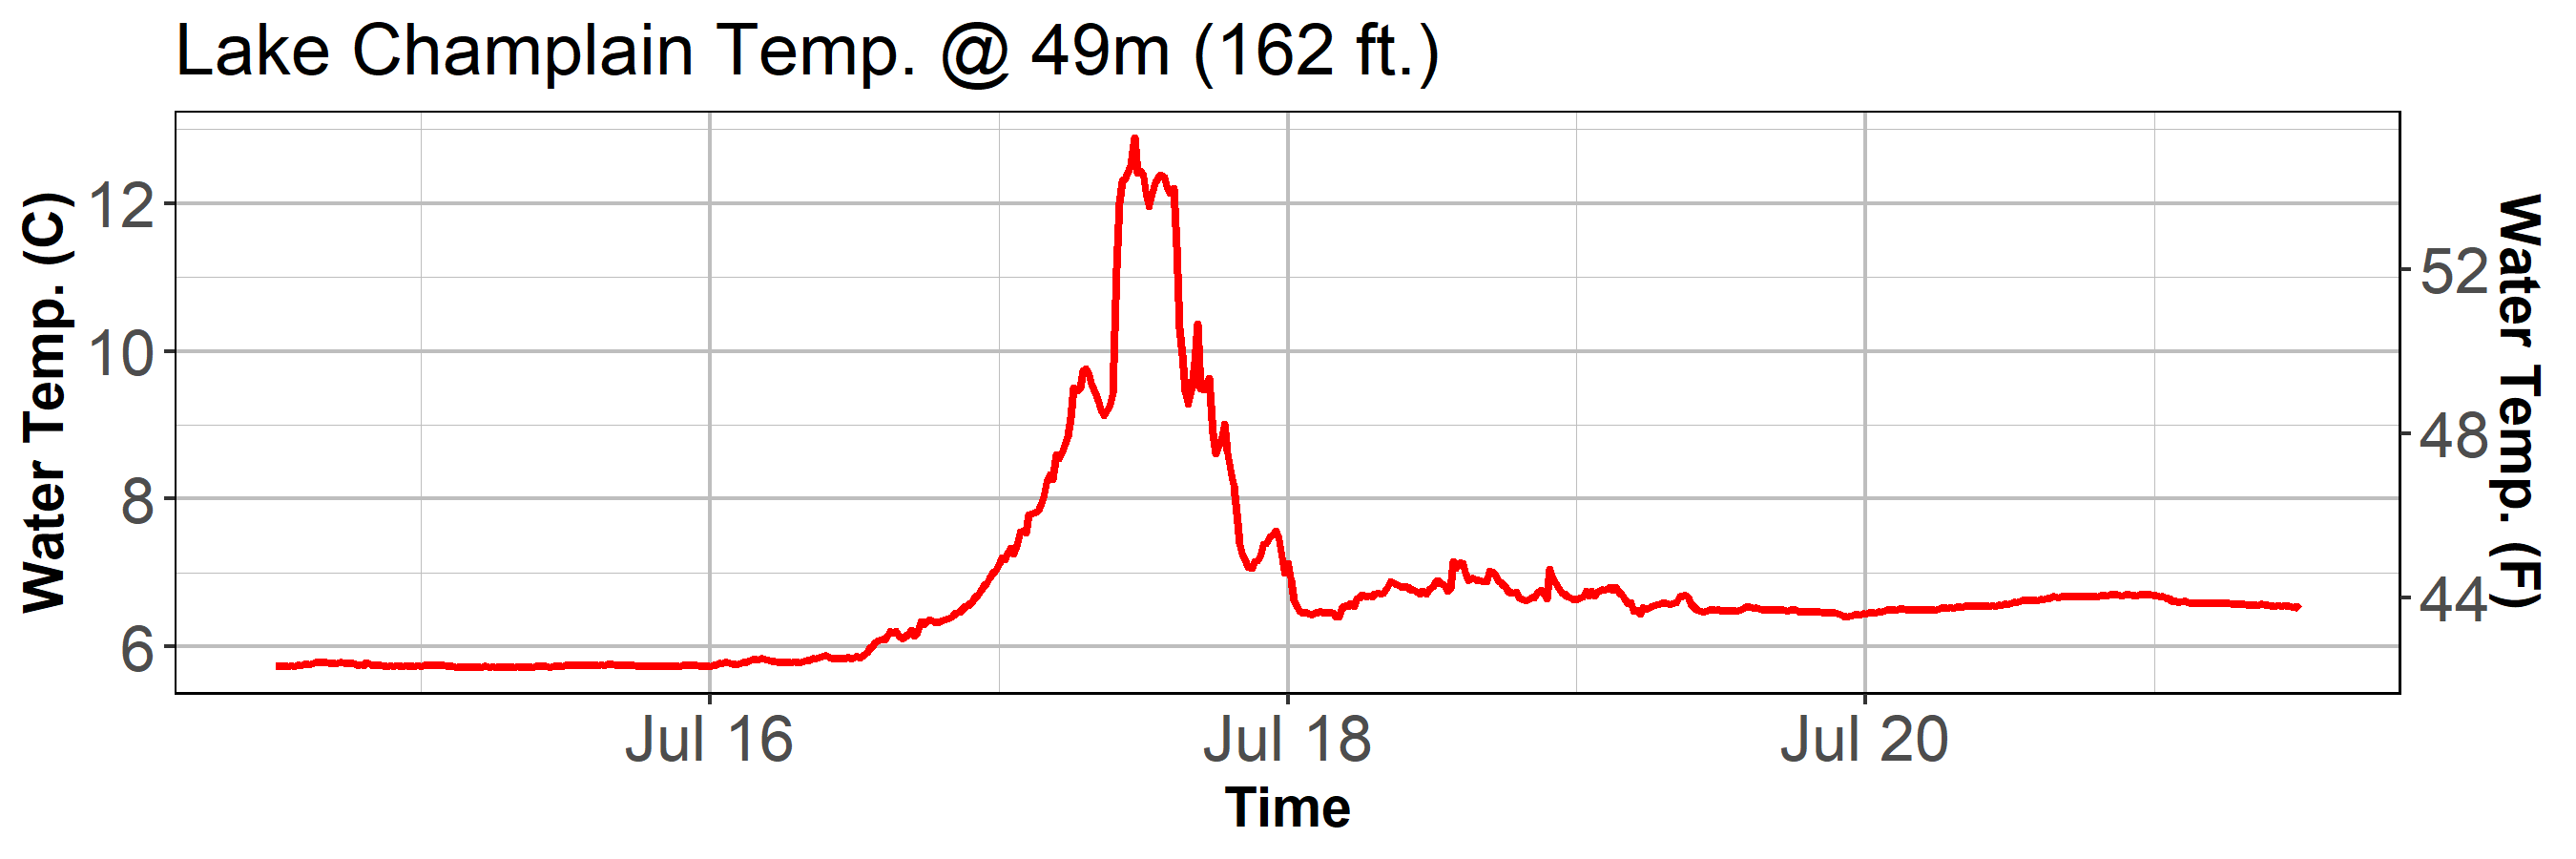 Lake Champlain Temp. @ 49m (162 ft.)
Water Temp. (C)
12
10
8
6
52
48
44
Water Temp. (F)
Jul 16
Jul 18
Jul 20
Time